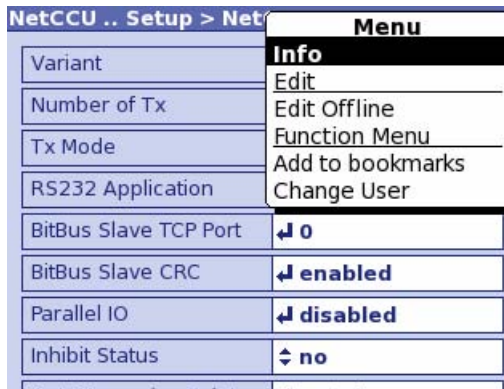 NetCCU .. Setup > Net
Menu
Info
Edit
Edit Offline
Function Menu
Add to bookmarks
Change User
Variant
Number of Tx
Tx Mode
RS232 Application
BitBus Slave TCP Port 0
BitBus Slave CRC enabled
Parallel IO disabled
Inhibit Status no